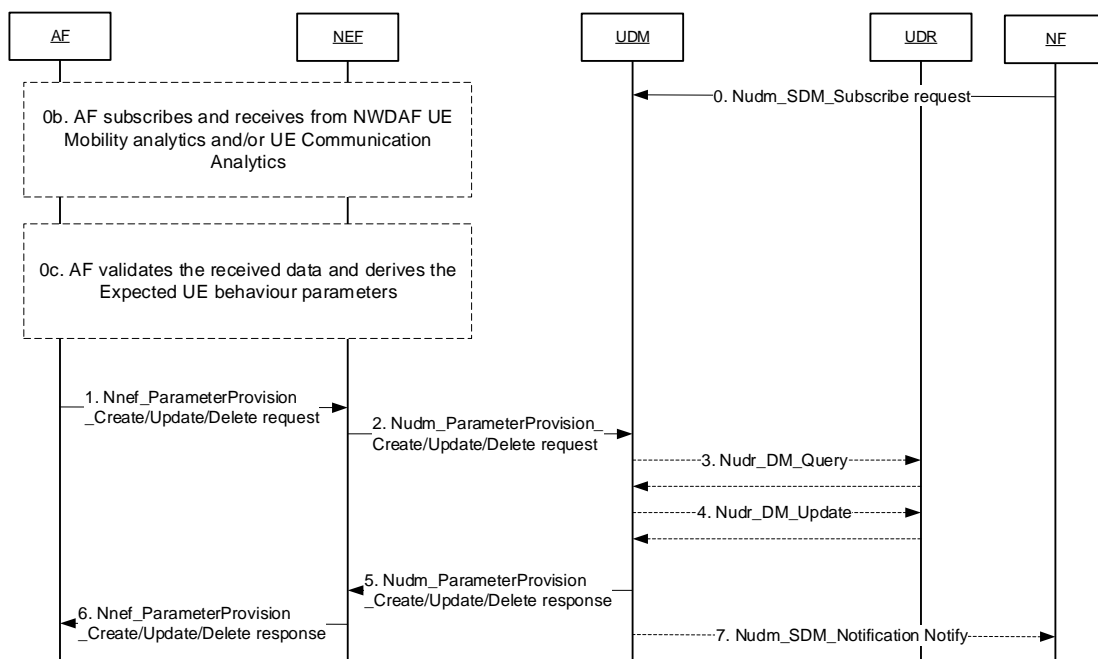 AF
NEF
UDM
UDR
NF
0. Nudm_SDM_Subscribe request
0b. AF subscribes and receives from NWDAF UE
Mobility analytics and/or UE Communication
Analytics
0c. AF validates the received data and derives the
Expected UE behaviour parameters
1. Nnef_ParameterProvision
_Create/Update/Delete request
2. Nudm_ParameterProvision_
Create/Update/Delete request
3. Nudr_DM_Query
4. Nudr_DM_Update
5. Nudm_ParameterProvision
_Create/Update/Delete response
6. Nnef_ParameterProvision
_Create/Update/Delete response
7. Nudm_SDM_Notification Notify